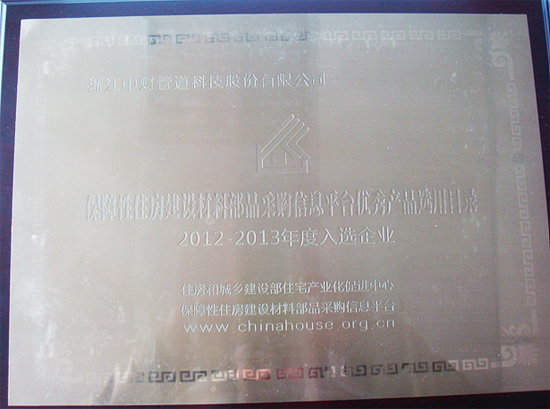 浙江中财管道科技股份有限公司
保障性住房建设材料部品采购信息平台优秀产品选用目录
2012-2013年度入选企业
住房和城乡建设部住宅产业化促进中心
保障性住房建设材料部品采购信息平台
www.chinahouse.org.cn